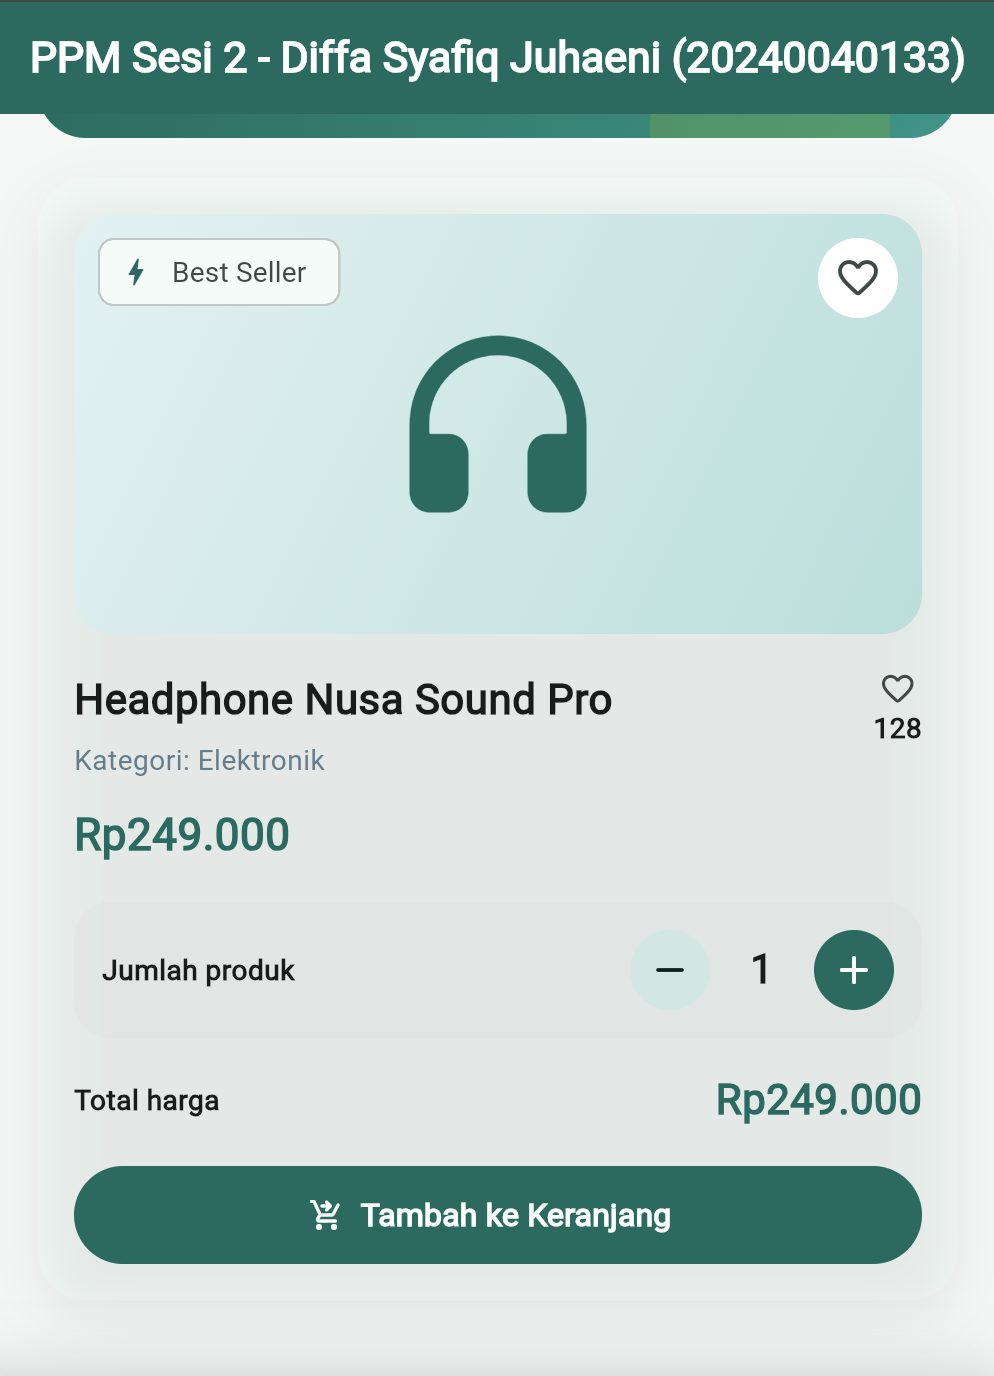 PPM Sesi 2 - Diffa Syafiq Juhaeni (20240040133)
Best Seller
Headphone Nusa Sound Pro
128
Kategori: Elektronik
Rp249.000
Jumlah produk
1
Total harga
Rp249.000
Tambah ke Keranjang